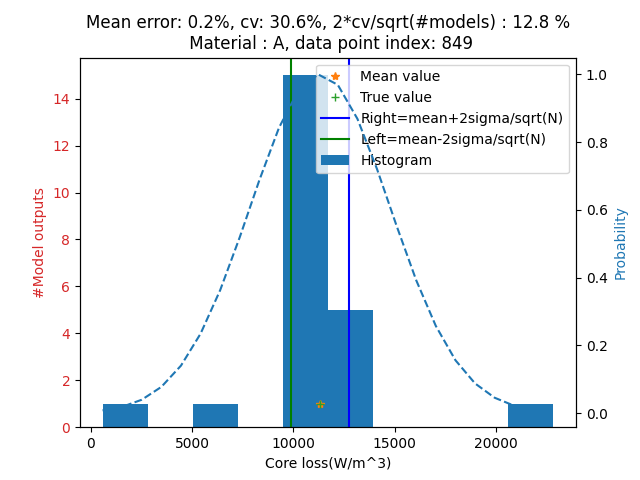 Mean error: 0.2%, cv: 30.6%, 2*cv/sqrt(#models) : 12.8 %
Material : A, data point index: 849
Mean value
True value
Right=mean+2sigma/sqrt(N)
Left=mean-2sigma/sqrt(N)
Histogram
14
12
10
8
6
4
2
0
#Model outputs
1.0
0.8
0.6
0.4
0.2
0.0
Probability
0 5000 10000 15000 20000
Core loss(W/m^3)